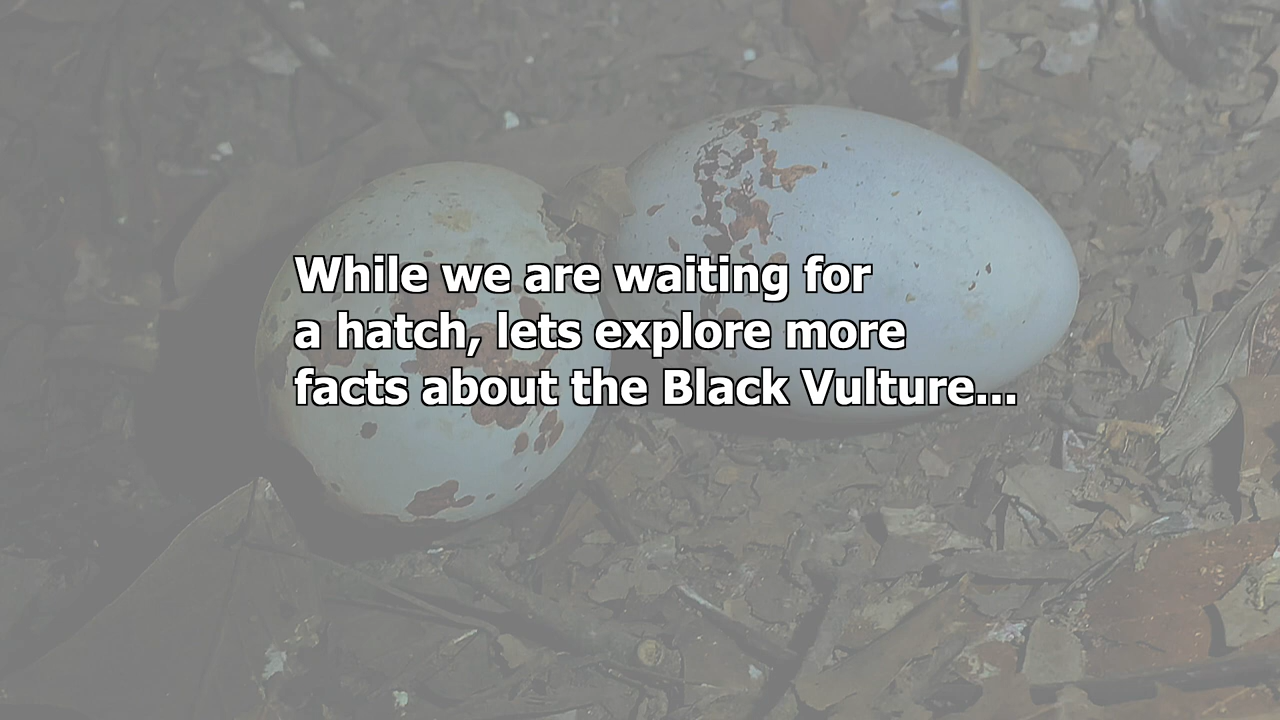 While we are waiting for
a hatch, lets explore more
facts about the Black Vulture...